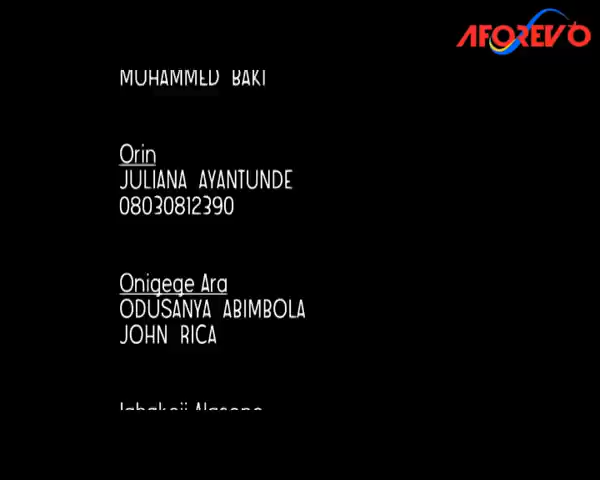 AFOREVO
MUHAMMED BAKI
Orin
JULIANA AYANTUNDE
08030812390
Onigege Ara
ODUSANYA ABIMBOLA
JOHN RICA